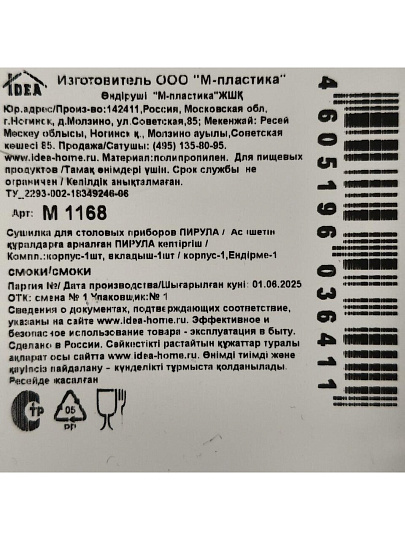 IDEA
Изготовитель ООО "М-пластика"
Өндіруші "М-пластика"ЖШҚ
Юр.адрес/Произ-во:142411,Россия, Московская обл,
г.Ногинск, д.Молзино, ул.Советская,85; Мекенжай: Ресей
Мәскеу облысы, Ногинск қ., Молзино ауылы,Советская
көшесі 85. Продажа/Сатушы: (495) 135-80-95.
www.idea-home.ru. Материал:полипропилен. Для пищевых
продуктов /Тамақ өнімдері үшін. Срок службы не
ограничен / Кепілдік анықталмаған.
ТУ_2293-002-18349246-06
Арт: М 1168
Сушилка для столовых приборов ПИРУЛА / Ас ішетін
құралдарға арналған ПИРУЛА кептіргіш /
Компл.:корпус-1шт, вкладыш-1шт / корпус-1,Ендірме-1
СМОКИ/СМОКИ
Партия №/ Дата производства/Шығарылған күні: 01.06.2025
ОТК: смена № 1 Упаковщик:№ 1
Сведения о документах, подтверждающих соответствие,
указаны на сайте www.idea-home.ru. Эффективное и
безопасное использование товара - эксплуатация в быту.
Сделано в России. Сәйкестікті растайтын құжаттар туралы
ақпарат осы сайтта www.idea-home.ru. Өнімді тиімді және
қауіпсіз пайдалану – күнделікті тұрмыста қолданылады.
Ресейде жасалған
4 605196 036411
СТР
05
PP